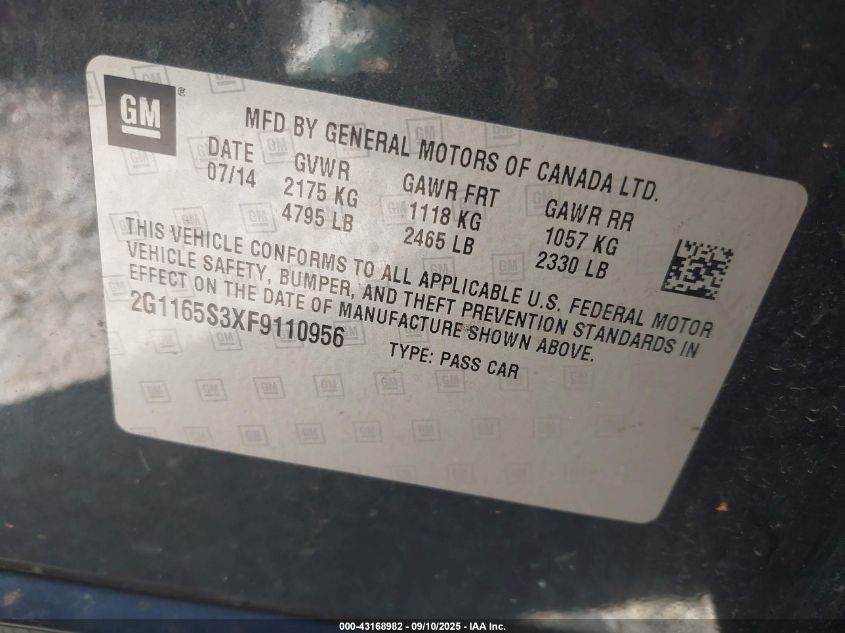 GM ®
MFD BY GENERAL MOTORS OF CANADA LTD.
DATE GVWR GAWR FRT GAWR RR
07/14 2175 KG 1118 KG 1057 KG
4795 LB 2465 LB 2330 LB
THIS VEHICLE CONFORMS TO ALL APPLICABLE U.S. FEDERAL MOTOR
VEHICLE SAFETY, BUMPER, AND THEFT PREVENTION STANDARDS IN
EFFECT ON THE DATE OF MANUFACTURE SHOWN ABOVE.
2G1165S3XF9110956 TYPE: PASS CAR
000-43168982 - 09/10/2025 - IAA Inc.